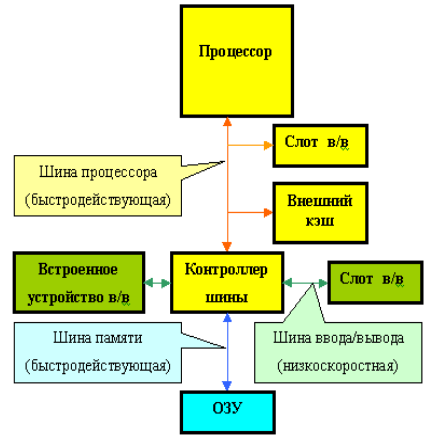 Процессор
Слот в/в
Шина процессора
(быстродействующая)
Внешний
кэш
Встроенное
устройство в/в
Контроллер
шины
Слот в/в
Шина памяти
(быстродействующая)
Шина ввода/вывода
(низкоскоростная)
ОЗУ